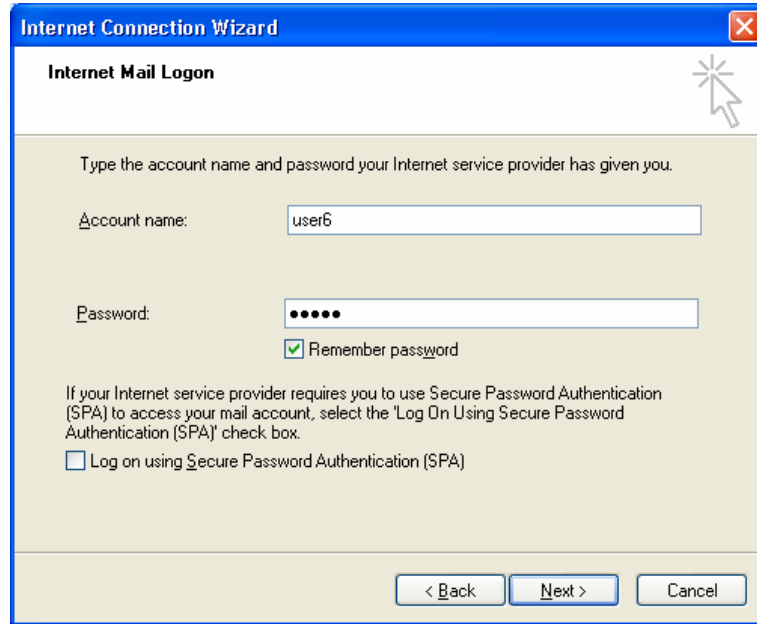 Internet Connection Wizard
Internet Mail Logon
Type the account name and password your Internet service provider has given you.
Account name:
user6
Password:
●●●●●
Remember password
If your Internet service provider requires you to use Secure Password Authentication
(SPA) to access your mail account, select the 'Log On Using Secure Password
Authentication (SPA)' check box.
Log on using Secure Password Authentication (SPA)
< Back
Next >
Cancel